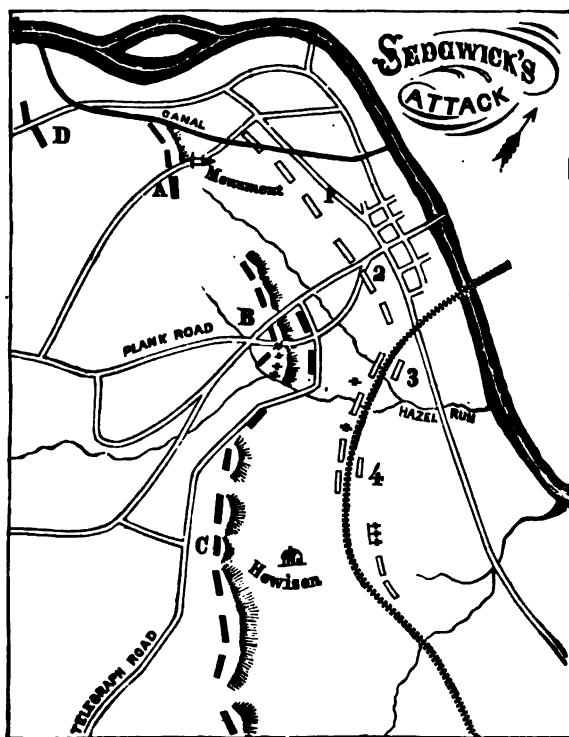 SEDGWICK'S
ATTACK
CANAL
D
A
Monument
1
2
B
PLANK ROAD
3
HAZEL RUN
4
C
Howison
TELEGRAPH ROAD